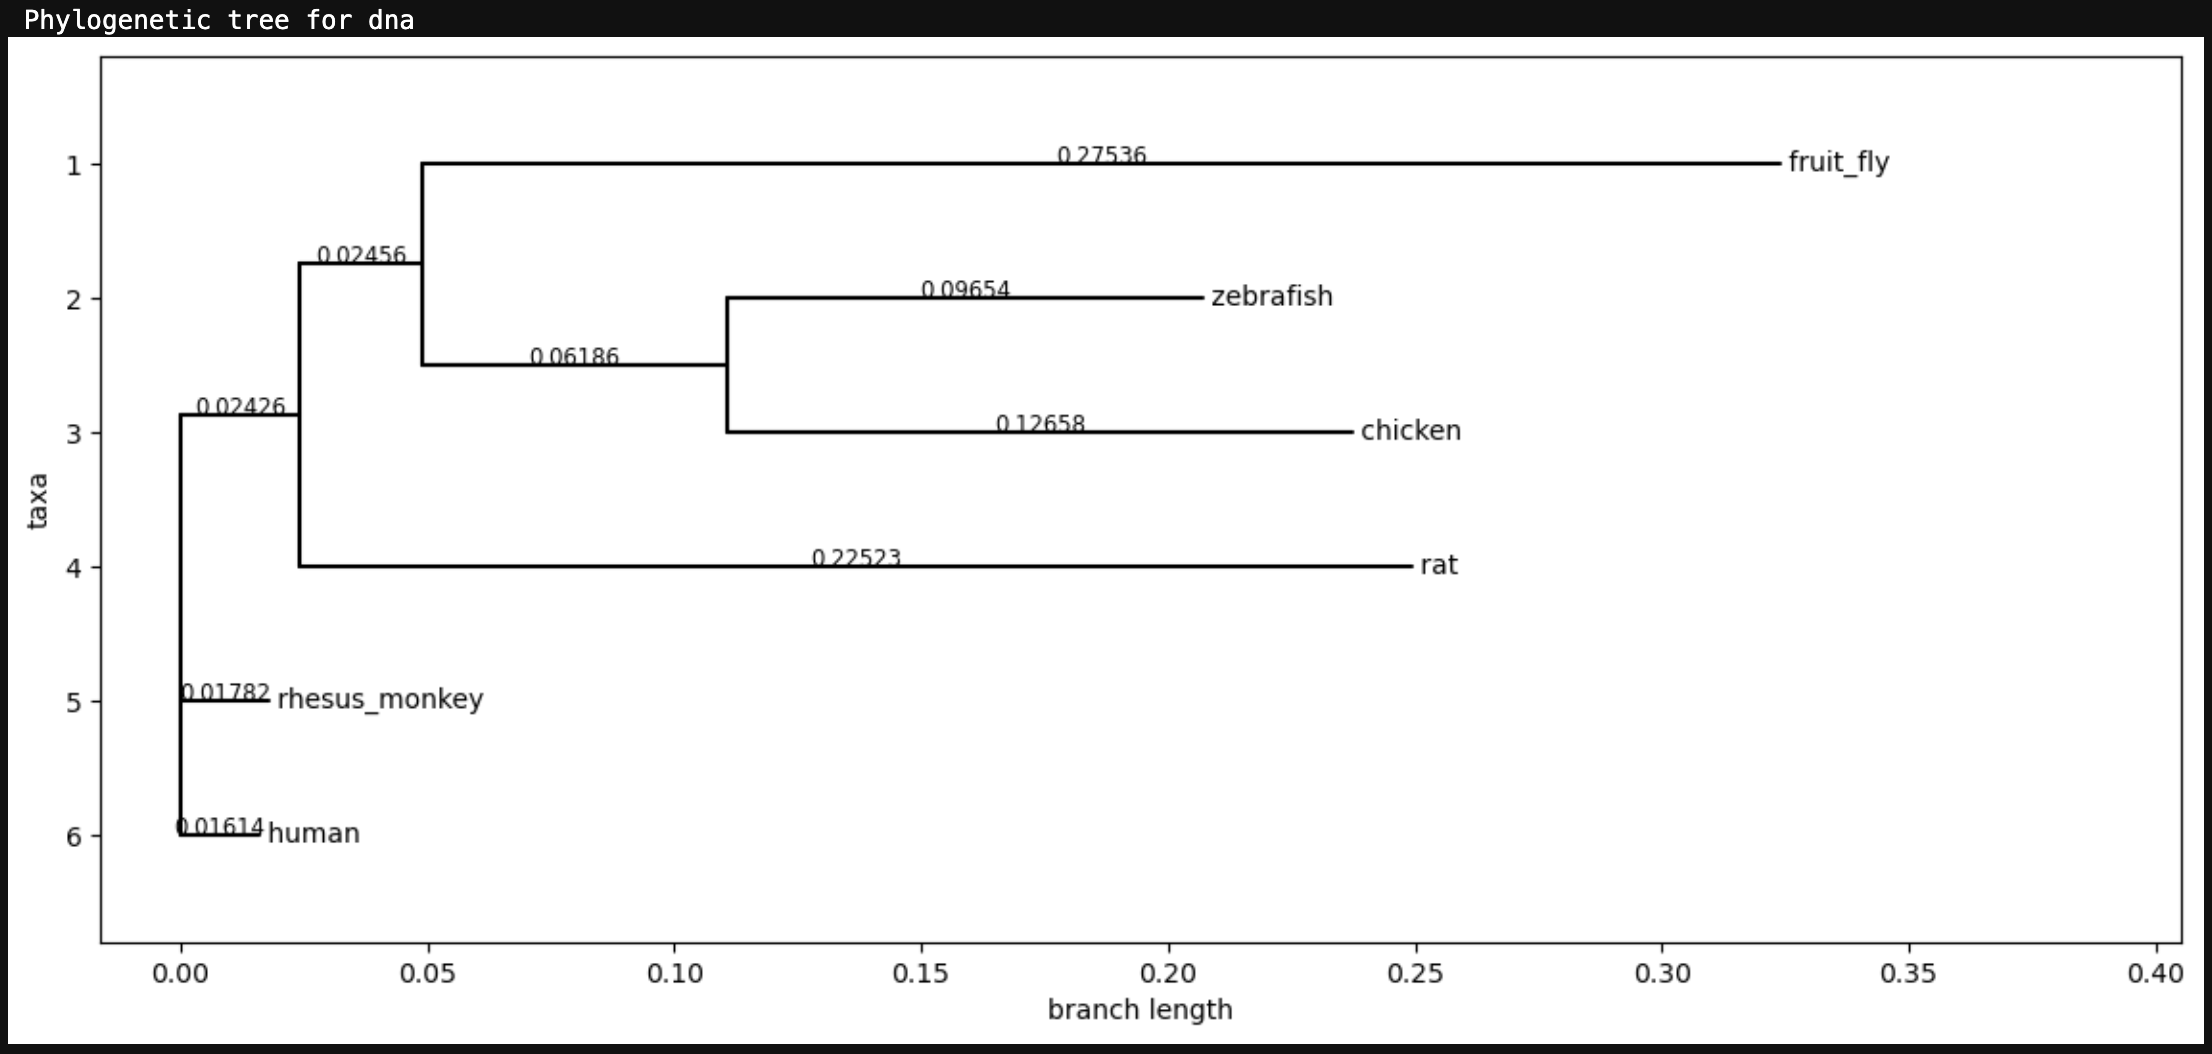 Phylogenetic tree for dna
1
0.27536
fruit_fly
0.02456
2
0.09654
zebrafish
0.06186
0.02426
3
0.12658
chicken
taxa
4
0.22523
rat
5
0.01782
rhesus_monkey
6
0.01614
human
0.00 0.05 0.10 0.15 0.20 0.25 0.30 0.35 0.40
branch length